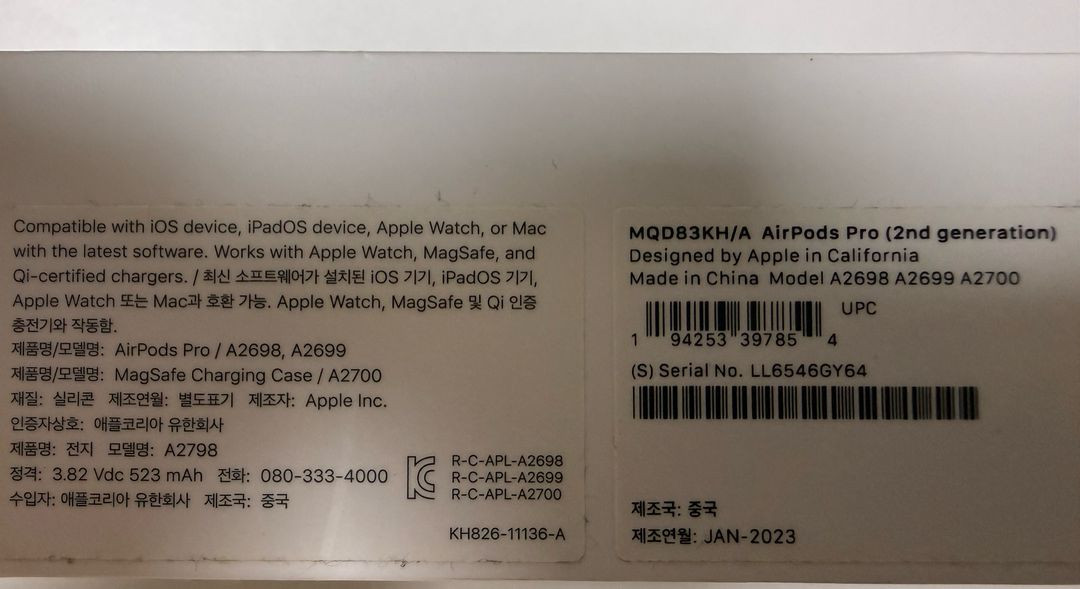 Compatible with iOS device, iPadOS device, Apple Watch, or Mac
with the latest software. Works with Apple Watch, MagSafe, and
Qi-certified chargers. / 최신 소프트웨어가 설치된 iOS 기기, iPadOS 기기,
Apple Watch 또는 Mac과 호환 가능. Apple Watch, MagSafe 및 Qi 인증
충전기와 작동함.
제품명/모델명: AirPods Pro / A2698, A2699
제품명/모델명: MagSafe Charging Case / A2700
재질: 실리콘 제조연월: 별도표기 제조자: Apple Inc.
인증자상호: 애플코리아 유한회사
제품명: 전지 모델명: A2798
정격: 3.82 Vdc 523 mAh 전화: 080-333-4000
수입자: 애플코리아 유한회사 제조국: 중국
R-C-APL-A2698
R-C-APL-A2699
R-C-APL-A2700
KH826-11136-A
MQD83KH/A AirPods Pro (2nd generation)
Designed by Apple in California
Made in China Model A2698 A2699 A2700
UPC
1 94253 39785 4
(S) Serial No. LL6546GY64
제조국: 중국
제조연월: JAN-2023